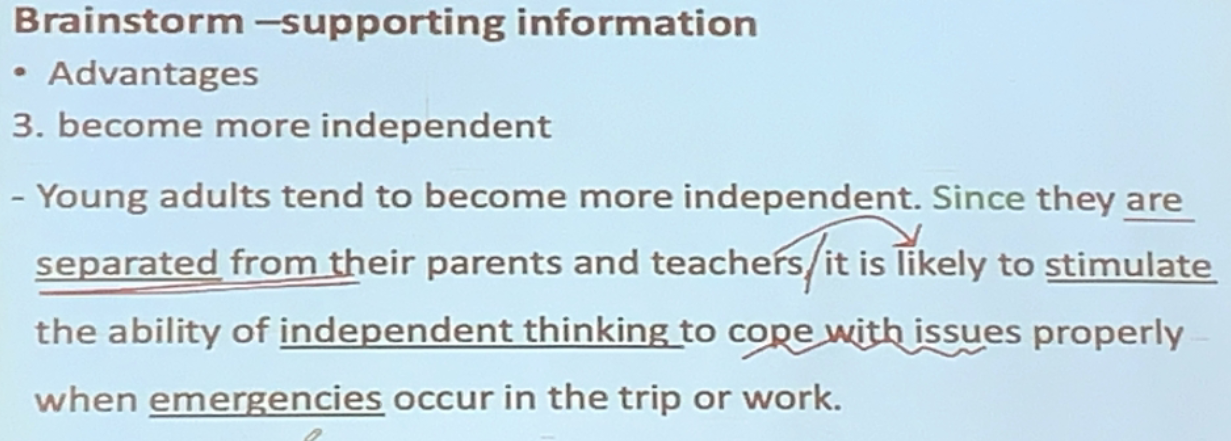 Brainstorm –supporting information
• Advantages
3. become more independent
- Young adults tend to become more independent. Since they are
separated from their parents and teachers, it is likely to stimulate
the ability of independent thinking to cope with issues properly
when emergencies occur in the trip or work.